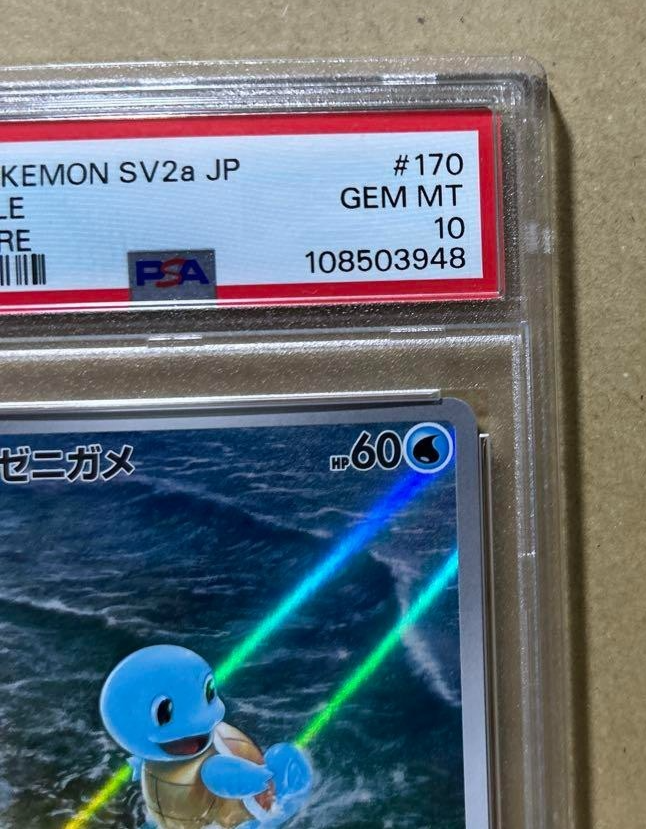 KEMON SV2a JP
#170
LE
GEM MT
RE
10
PSA
108503948
ゼニガメ
HP60